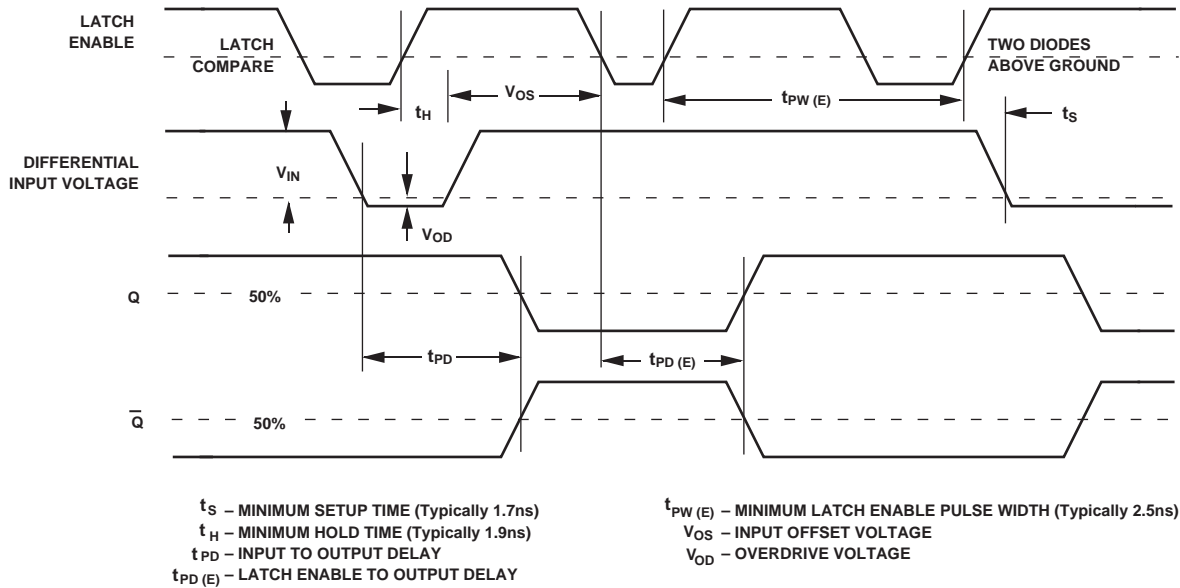 LATCH
ENABLE
LATCH
COMPARE
TWO DIODES
ABOVE GROUND
tH
VOS
tPW (E)
tS
DIFFERENTIAL
INPUT VOLTAGE
VIN
VOD
Q
50%
tPD
tPD (E)
Q̅
50%
tS – MINIMUM SETUP TIME (Typically 1.7ns)
tH – MINIMUM HOLD TIME (Typically 1.9ns)
tPD – INPUT TO OUTPUT DELAY
tPD (E) – LATCH ENABLE TO OUTPUT DELAY
tPW (E) – MINIMUM LATCH ENABLE PULSE WIDTH (Typically 2.5ns)
VOS – INPUT OFFSET VOLTAGE
VOD – OVERDRIVE VOLTAGE